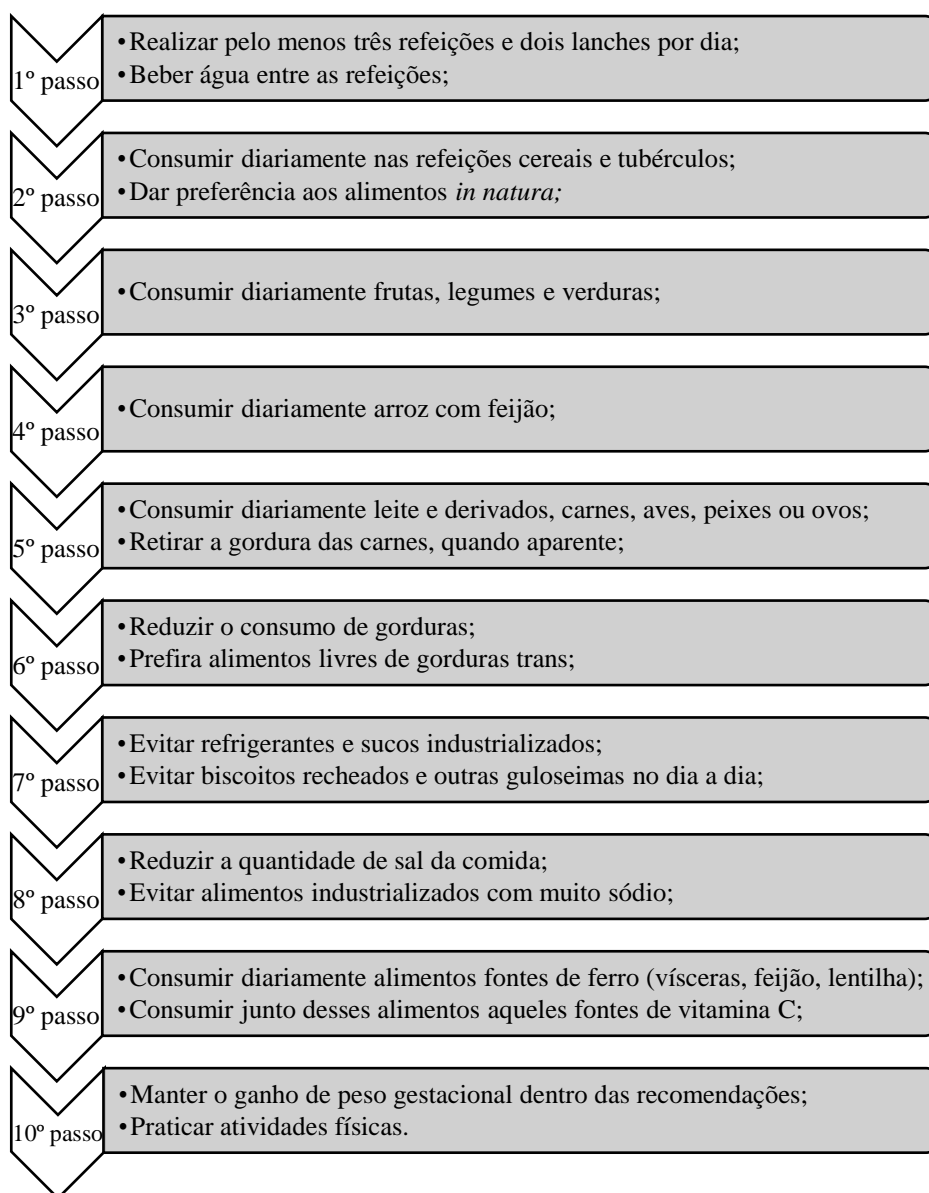 1º passo
•Realizar pelo menos três refeições e dois lanches por dia;
•Beber água entre as refeições;
2º passo
•Consumir diariamente nas refeições cereais e tubérculos;
•Dar preferência aos alimentos in natura;
3º passo
•Consumir diariamente frutas, legumes e verduras;
4º passo
•Consumir diariamente arroz com feijão;
5º passo
•Consumir diariamente leite e derivados, carnes, aves, peixes ou ovos;
•Retirar a gordura das carnes, quando aparente;
6º passo
•Reduzir o consumo de gorduras;
•Prefira alimentos livres de gorduras trans;
7º passo
•Evitar refrigerantes e sucos industrializados;
•Evitar biscoitos recheados e outras guloseimas no dia a dia;
8º passo
•Reduzir a quantidade de sal da comida;
•Evitar alimentos industrializados com muito sódio;
9º passo
•Consumir diariamente alimentos fontes de ferro (vísceras, feijão, lentilha);
•Consumir junto desses alimentos aqueles fontes de vitamina C;
10º passo
•Manter o ganho de peso gestacional dentro das recomendações;
•Praticar atividades físicas.